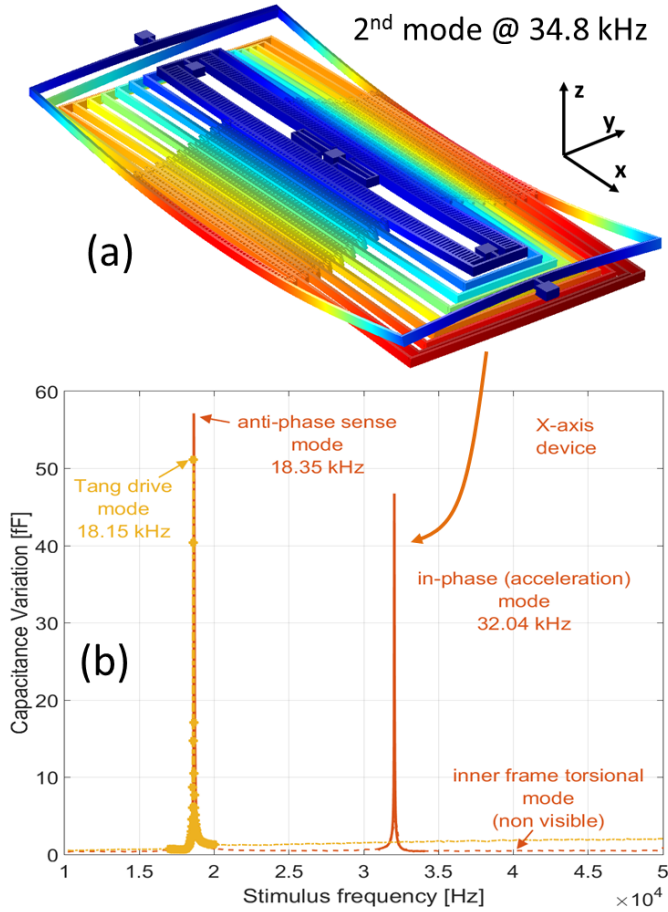 2nd mode @ 34.8 kHz
z
y
x
(a)
60
50
40
30
20
10
0
Capacitance Variation [fF]
anti-phase sense
mode
18.35 kHz
X-axis
device
Tang drive
mode
18.15 kHz
in-phase (acceleration)
mode
32.04 kHz
(b)
inner frame torsional
mode
(non visible)
1
1.5
2
2.5
3
3.5
4
4.5
5
Stimulus frequency [Hz]
× 10^4